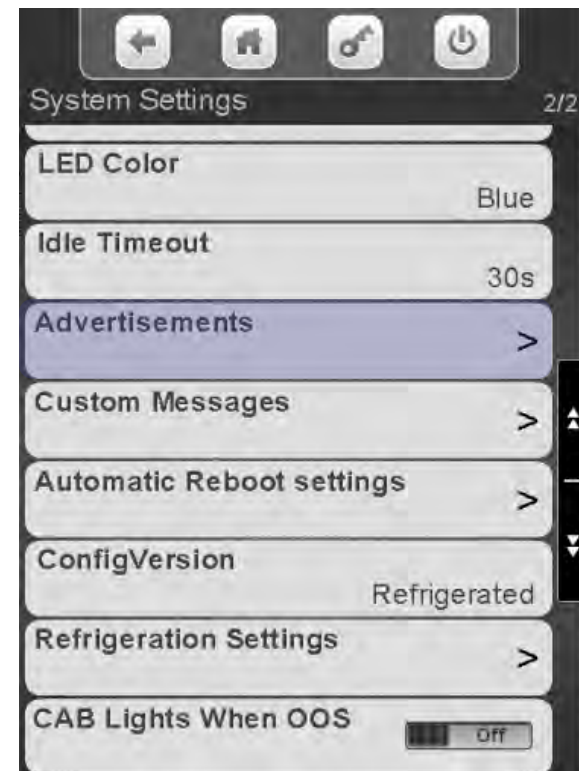 System Settings 2/2
LED Color
Blue
Idle Timeout
30s
Advertisements
>
Custom Messages
>
Automatic Reboot settings
>
ConfigVersion
Refrigerated
Refrigeration Settings
>
CAB Lights When OOS
Off